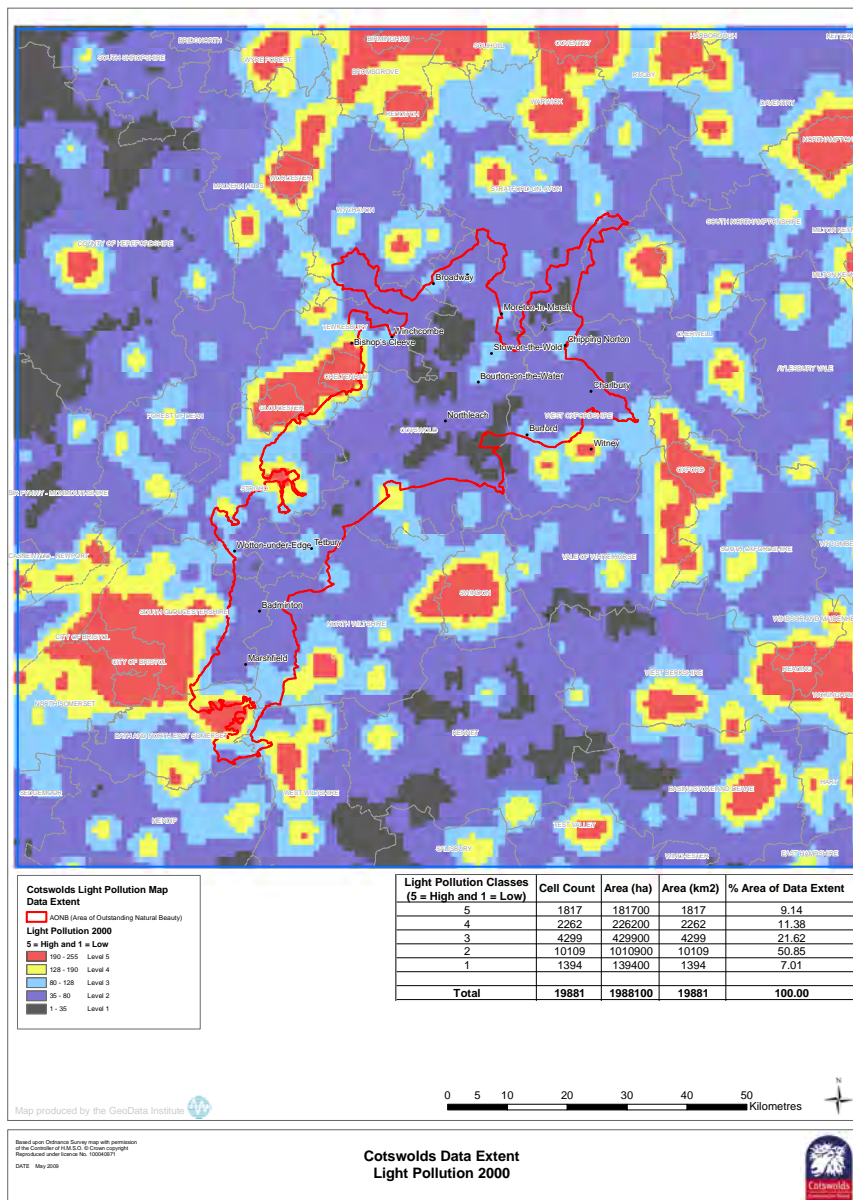 SOUTH SHROPSHIRE
BRIDGNORTH
WYRE FOREST
BIRMINGHAM
SOLIHULL
COVENTRY
HARBOROUGH
BROMSGROVE
RUGBY
REDDITCH
WARWICK
DAVENTRY
NORTHAMPTON
WORCESTER
MALVERN HILLS
STRATFORD-ON-AVON
WYCHAVON
SOUTH NORTHAMPTONSHIRE
COUNTY OF HEREFORDSHIRE
Broadway
Moreton-in-Marsh
TEWKESBURY
Winchcombe
Bishop's Cleeve
Stow-on-the-Wold
Chipping Norton
CHERWELL
CHELTENHAM
Bourton-on-the-Water
Charlbury
AYLESBURY VALE
GLOUCESTER
FOREST OF DEAN
Northleach
COTSWOLD
WEST OXFORDSHIRE
Burford
Witney
OXFORD
STROUD
Wotton-under-Edge
Tetbury
VALE OF WHITE HORSE
SOUTH OXFORDSHIRE
SWINDON
Badminton
SOUTH GLOUCESTERSHIRE
NORTH WILTSHIRE
CITY OF BRISTOL
CITY OF BRISTOL
Marshfield
WEST BERKSHIRE
READING
NORTH SOMERSET
BATH AND NORTH EAST SOMERSET
KENNET
SEDGEMOOR
WEST WILTSHIRE
BASINGSTOKE AND DEANE
HART
MENDIP
TEST VALLEY
SALISBURY
WINCHESTER
EAST HAMPSHIRE
Cotswolds Light Pollution Map
Data Extent
AONB (Area of Outstanding Natural Beauty)
Light Pollution 2000
5 = High and 1 = Low
190 - 255 Level 5
128 - 190 Level 4
80 - 128 Level 3
35 - 80 Level 2
1 - 35 Level 1
Light Pollution Classes (5 = High and 1 = Low) Cell Count Area (ha) Area (km2) % Area of Data Extent
5 1817 181700 1817 9.14
4 2262 226200 2262 11.38
3 4299 429900 4299 21.62
2 10109 1010900 10109 50.85
1 1394 139400 1394 7.01
Total 19881 1988100 19881 100.00
Map produced by the GeoData Institute
0 5 10 20 30 40 50
Kilometres
N
Based upon Ordnance Survey map with permission
of the Controller of H.M.S.O. © Crown copyright
Reproduced under licence No. 100040971
DATE May 2009
Cotswolds Data Extent
Light Pollution 2000
Cotswolds